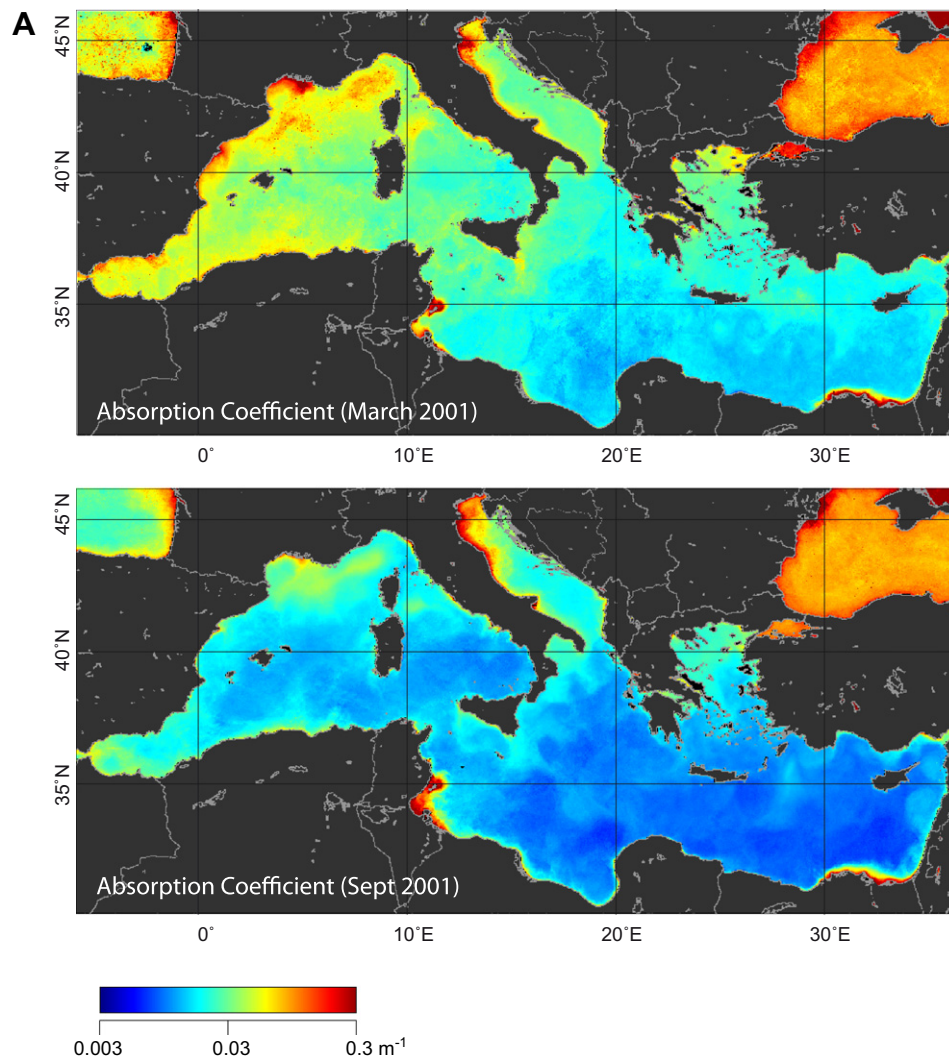 A
45°N
40°N
35°N
Absorption Coefficient (March 2001)
0° 10°E 20°E 30°E
45°N
40°N
35°N
Absorption Coefficient (Sept 2001)
0° 10°E 20°E 30°E
0.003 0.03 0.3 m⁻¹